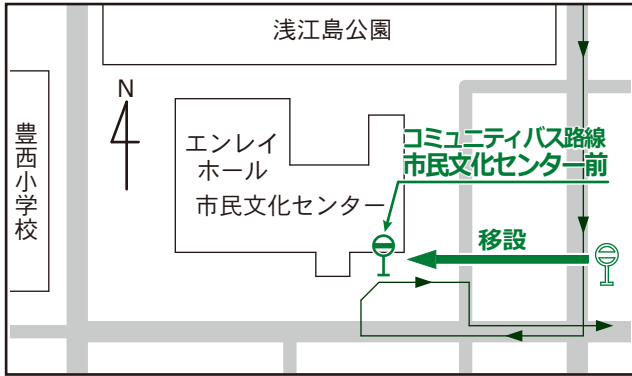 浅江島公園
N
豊西小学校
エンレイ
ホール
市民文化センター
コミュニティバス路線
市民文化センター前
移設